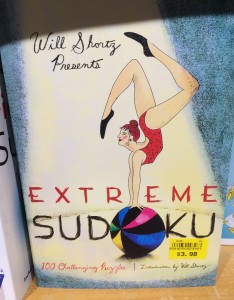 Will Shortz
Presents
EXTREME
SUDOKU
$3.98
100 Challenging Puzzles | Introduction by Will Shortz